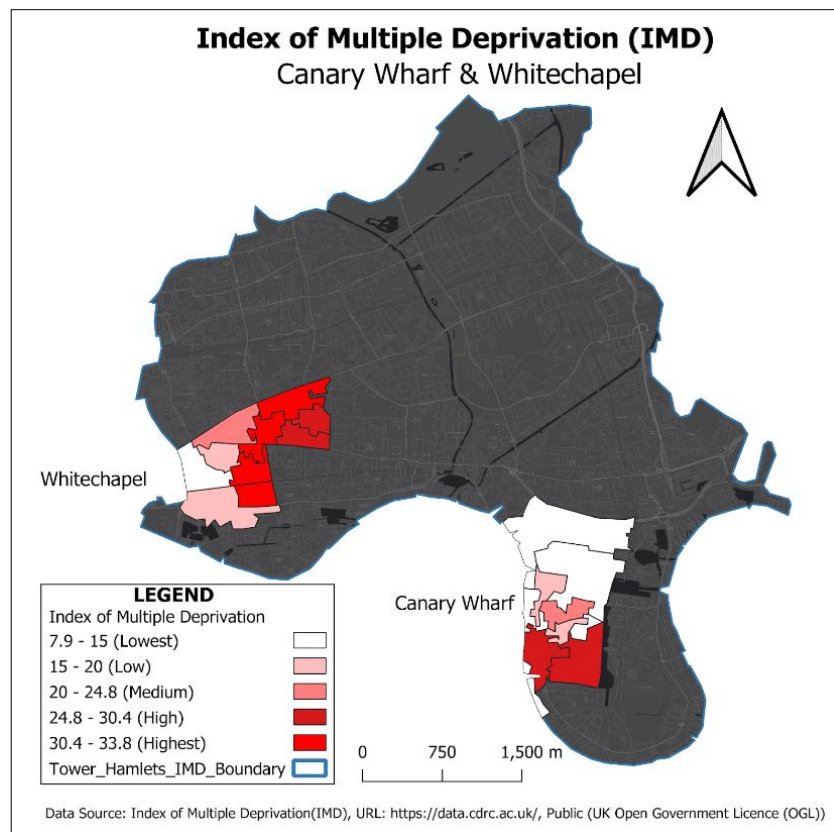 Index of Multiple Deprivation (IMD)
Canary Wharf & Whitechapel
Whitechapel
Canary Wharf
LEGEND
Index of Multiple Deprivation
7.9 - 15 (Lowest)
15 - 20 (Low)
20 - 24.8 (Medium)
24.8 - 30.4 (High)
30.4 - 33.8 (Highest)
Tower_Hamlets_IMD_Boundary
0 750 1,500 m
Data Source: Index of Multiple Deprivation(IMD), URL: https://data.cdrc.ac.uk/, Public (UK Open Government Licence (OGL))